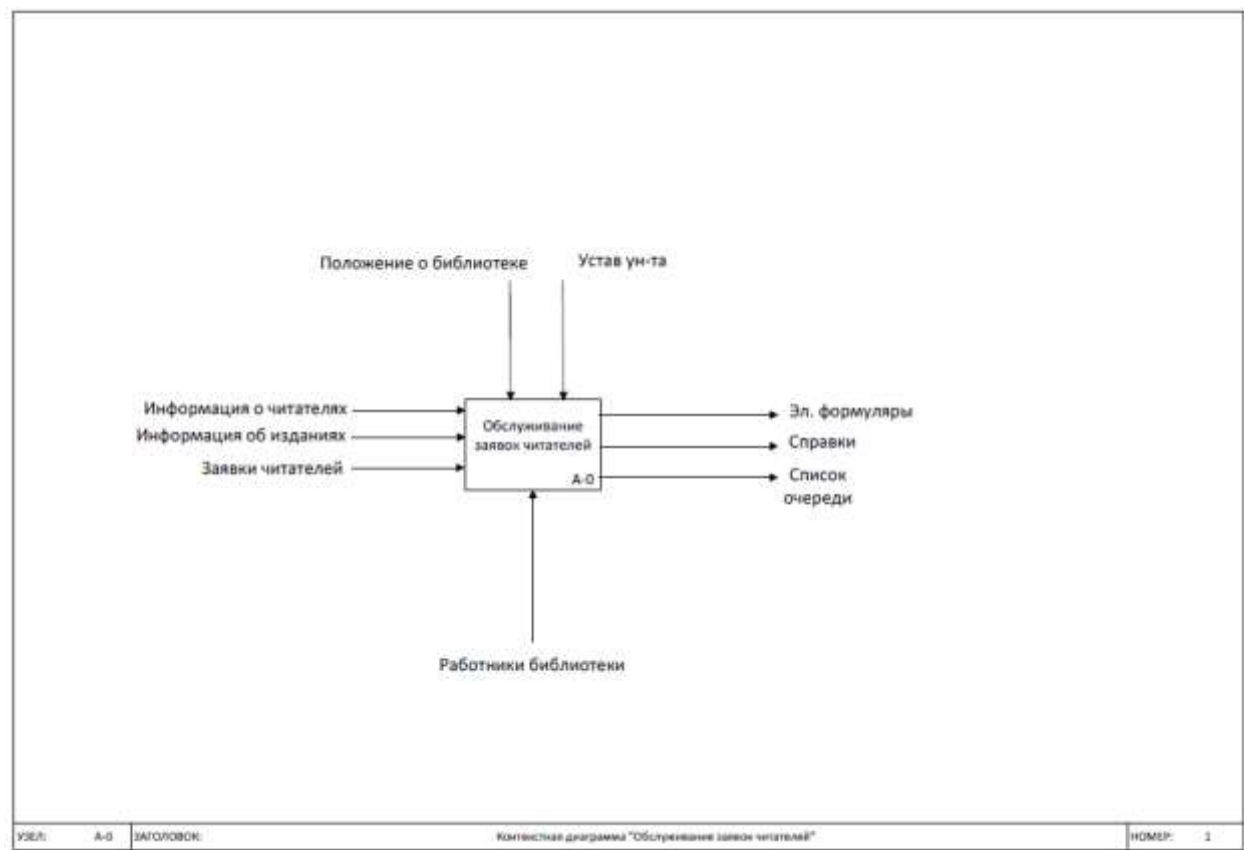 Положение о библиотеке
Устав ун-та
Информация о читателях
Информация об изданиях
Заявки читателей
Обслуживание
заявок читателей
А-0
Эл. формуляры
Справки
Список
очереди
Работники библиотеки
УЗЕЛ: А-0 ЗАГОЛОВОК: Контекстная диаграмма "Обслуживание заявок читателей" НОМЕР: 1